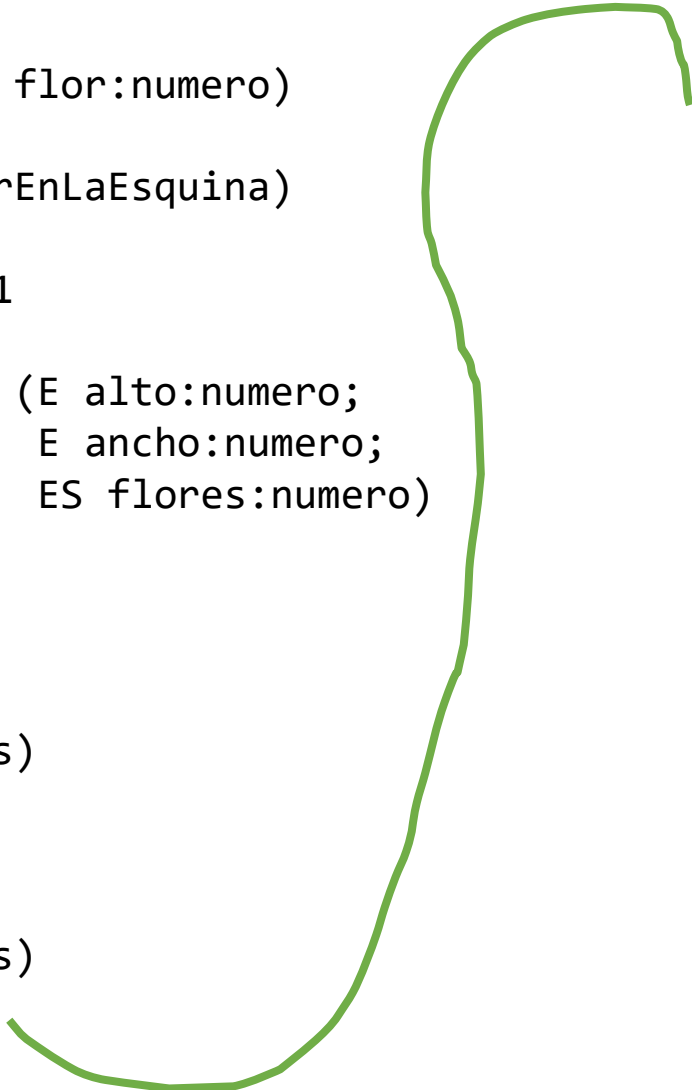 flor:numero)
rEnLaEsquina)
1
(E alto:numero;
E ancho:numero;
ES flores:numero)
s)
s)